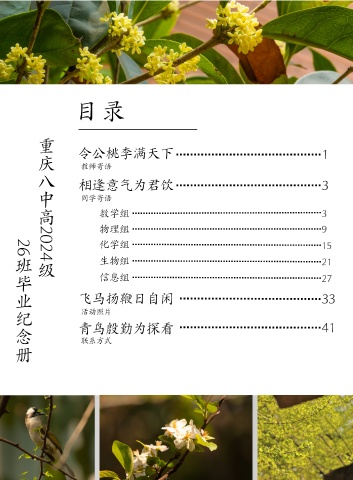 目录
重庆八中高2024级
26班毕业纪念册
令公桃李满天下 1
教师寄语
相逢意气为君饮 3
同学寄语
数学组 3
物理组 9
化学组 15
生物组 21
信息组 27
飞马扬鞭日自闲 33
活动照片
青鸟殷勤为探看 41
联系方式